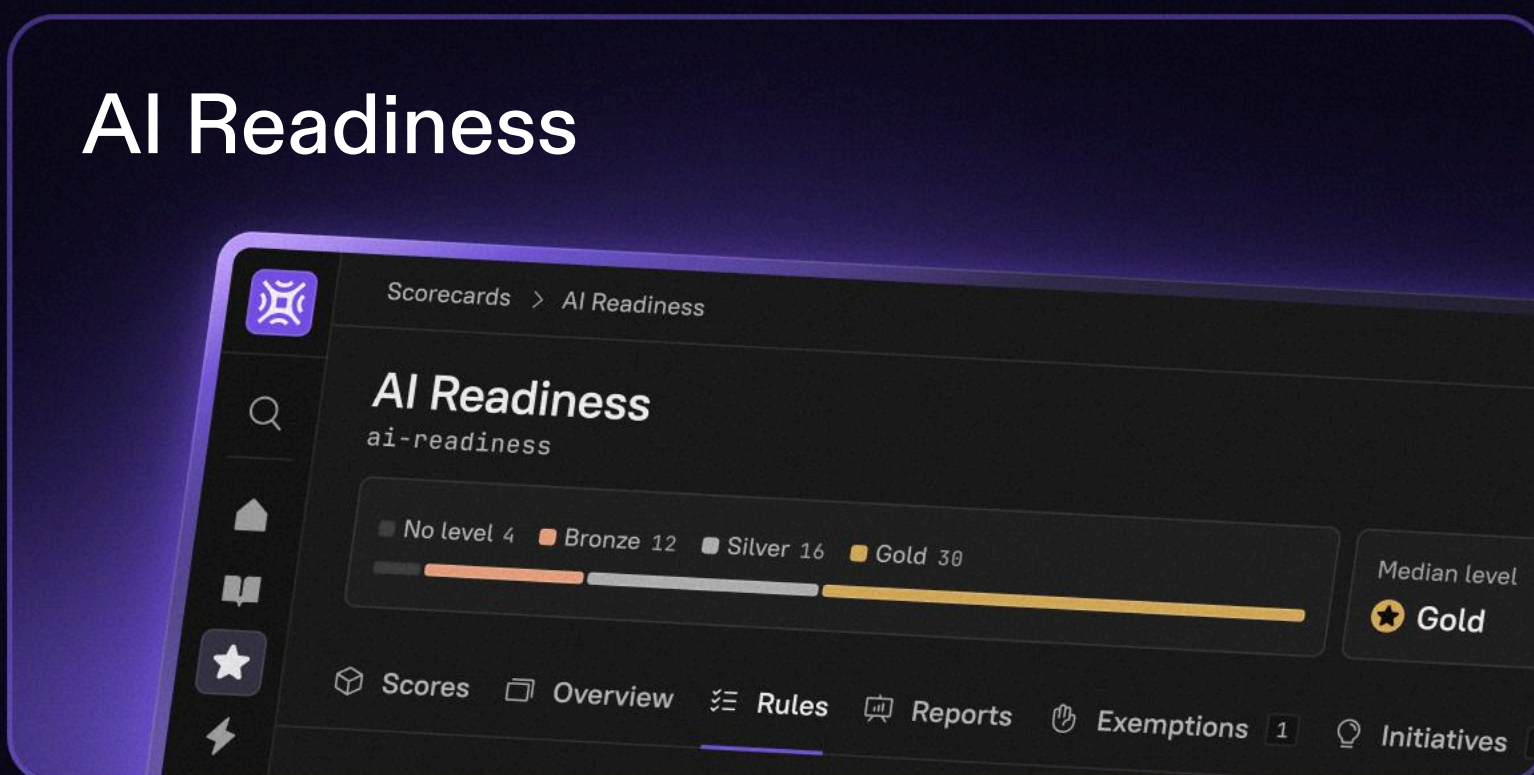 AI Readiness
Scorecards > AI Readiness
AI Readiness
ai-readiness
No level 4 Bronze 12 Silver 16 Gold 30
Median level
Gold
Scores Overview Rules Reports Exemptions 1 Initiatives